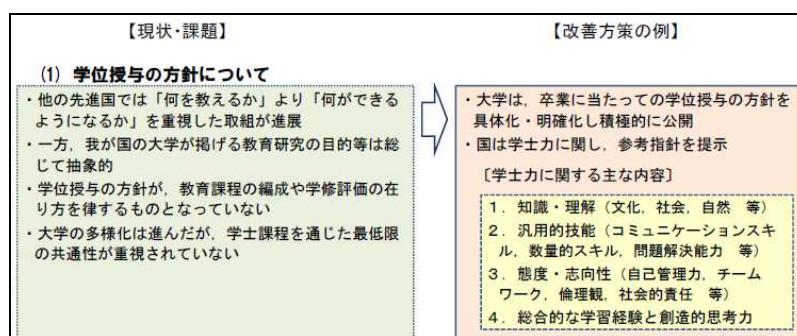 【現状・課題】
【改善方策の例】
(1) 学位授与の方針について
・他の先進国では「何を教えるか」より「何ができる
ようになるか」を重視した取組が進展
・一方，我が国の大学が掲げる教育研究の目的等は総
じて抽象的
・学位授与の方針が，教育課程の編成や学修評価の在
り方を律するものとなっていない
・大学の多様化は進んだが，学士課程を通じた最低限
の共通性が重視されていない
・大学は，卒業に当たっての学位授与の方針を
具体化・明確化し積極的に公開
・国は学士力に関し，参考指針を提示
〔学士力に関する主な内容〕
１．知識・理解（文化，社会，自然　等）
２．汎用的技能（コミュニケーションスキ
ル，数量的スキル，問題解決能力　等）
３．態度・志向性（自己管理力，チーム
ワーク，倫理観，社会的責任　等）
４．総合的な学習経験と創造的思考力